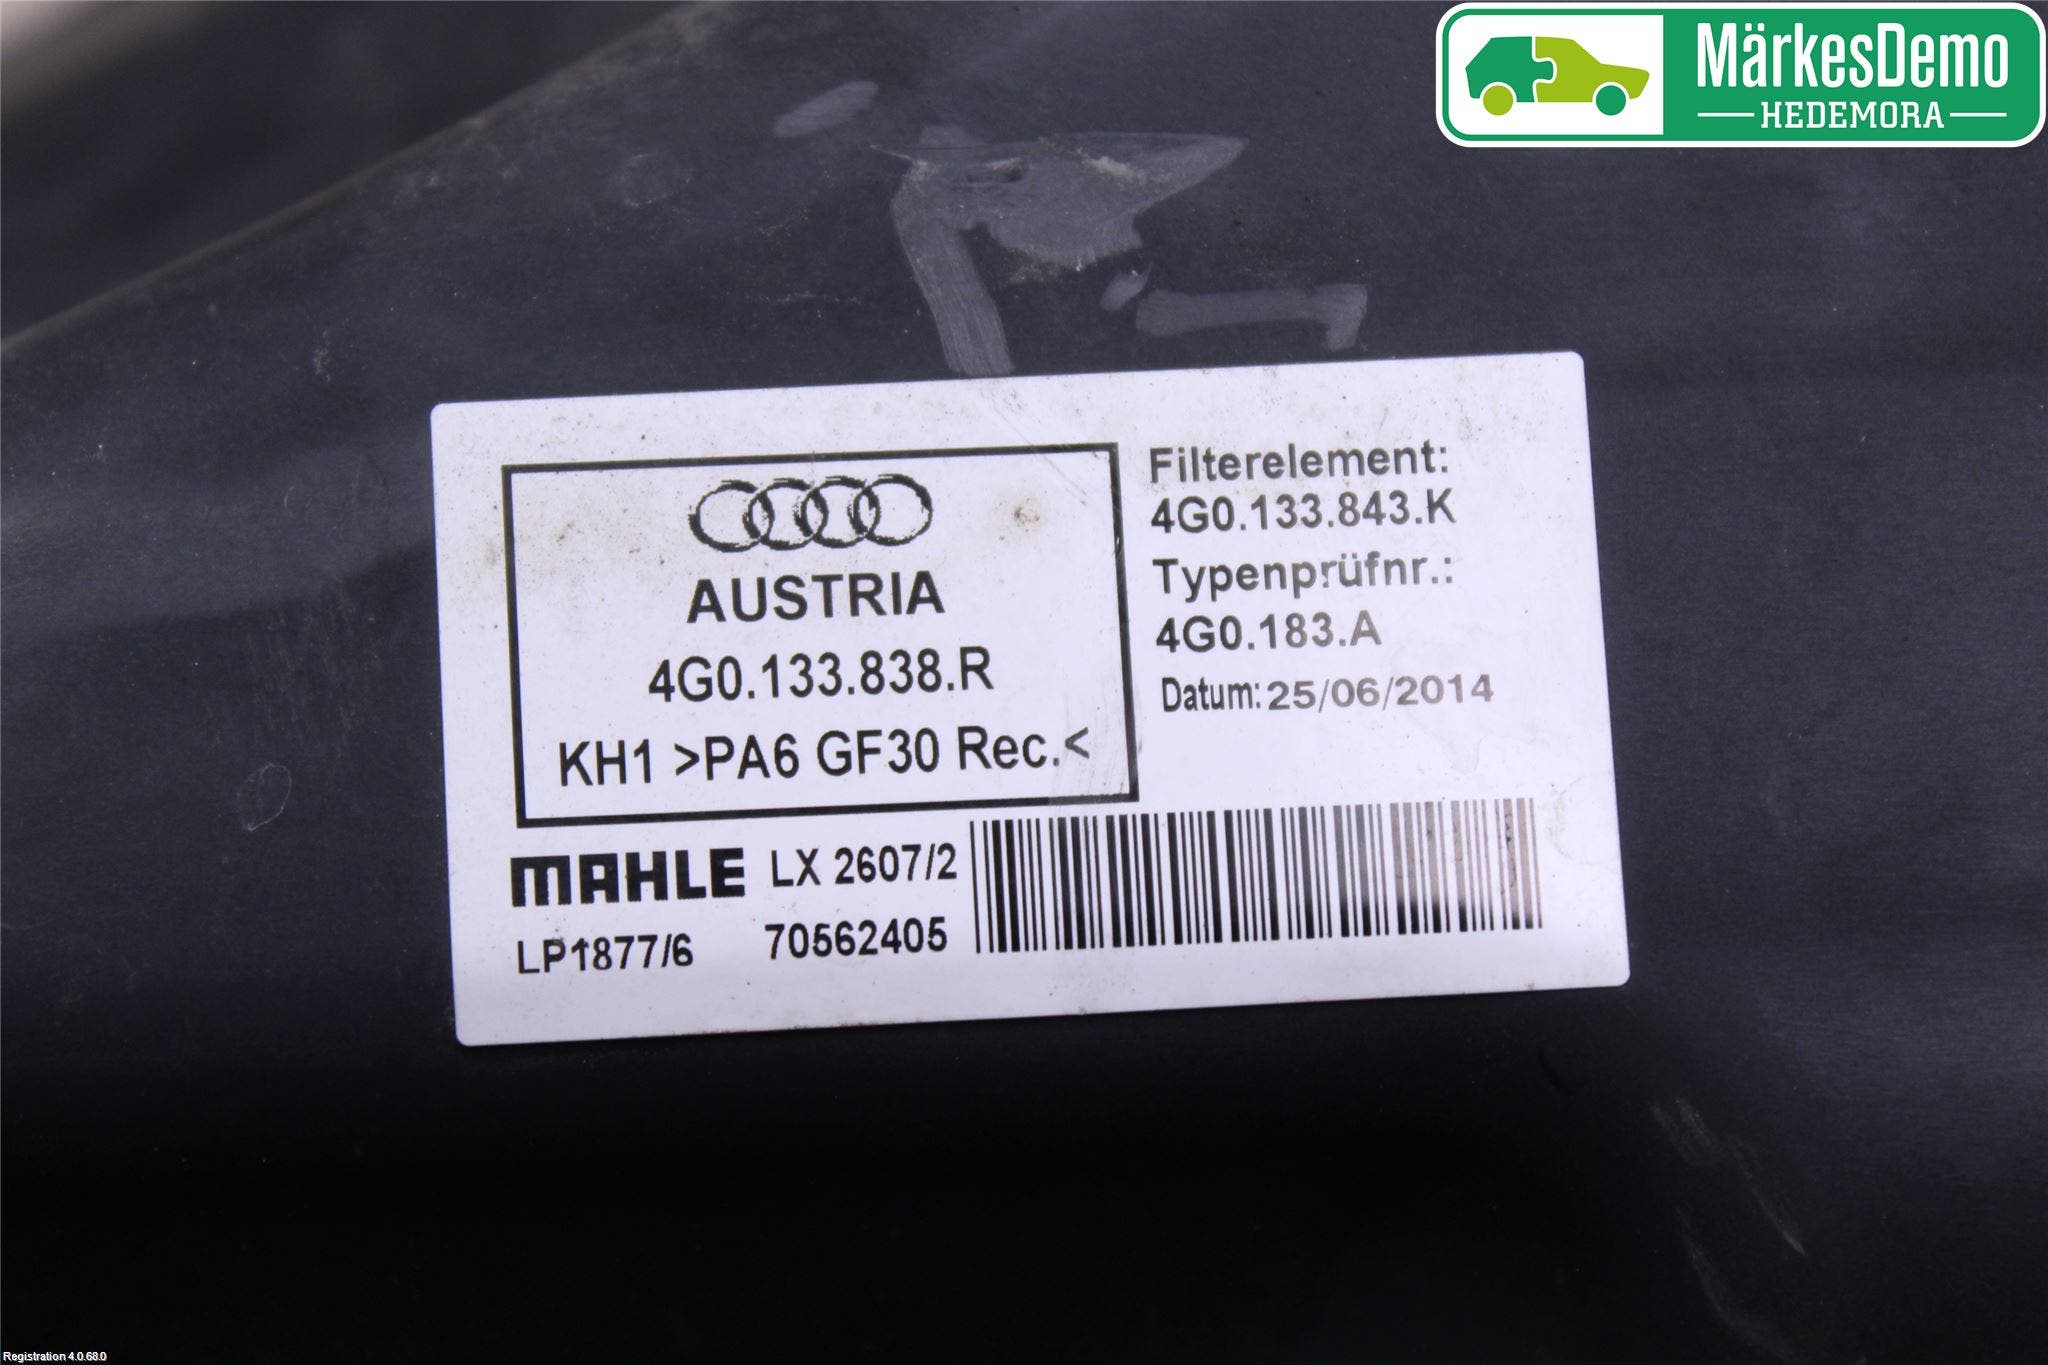 MärkesDemo
HEDEMORA
AUSTRIA
4G0.133.838.R
KH1 >PA6 GF30 Rec.<
Filterelement:
4G0.133.843.K
Typenprüfnr.:
4G0.183.A
Datum: 25/06/2014
MAHLE LX 2607/2
LP1877/6 70562405
Registration 4.0.68.0